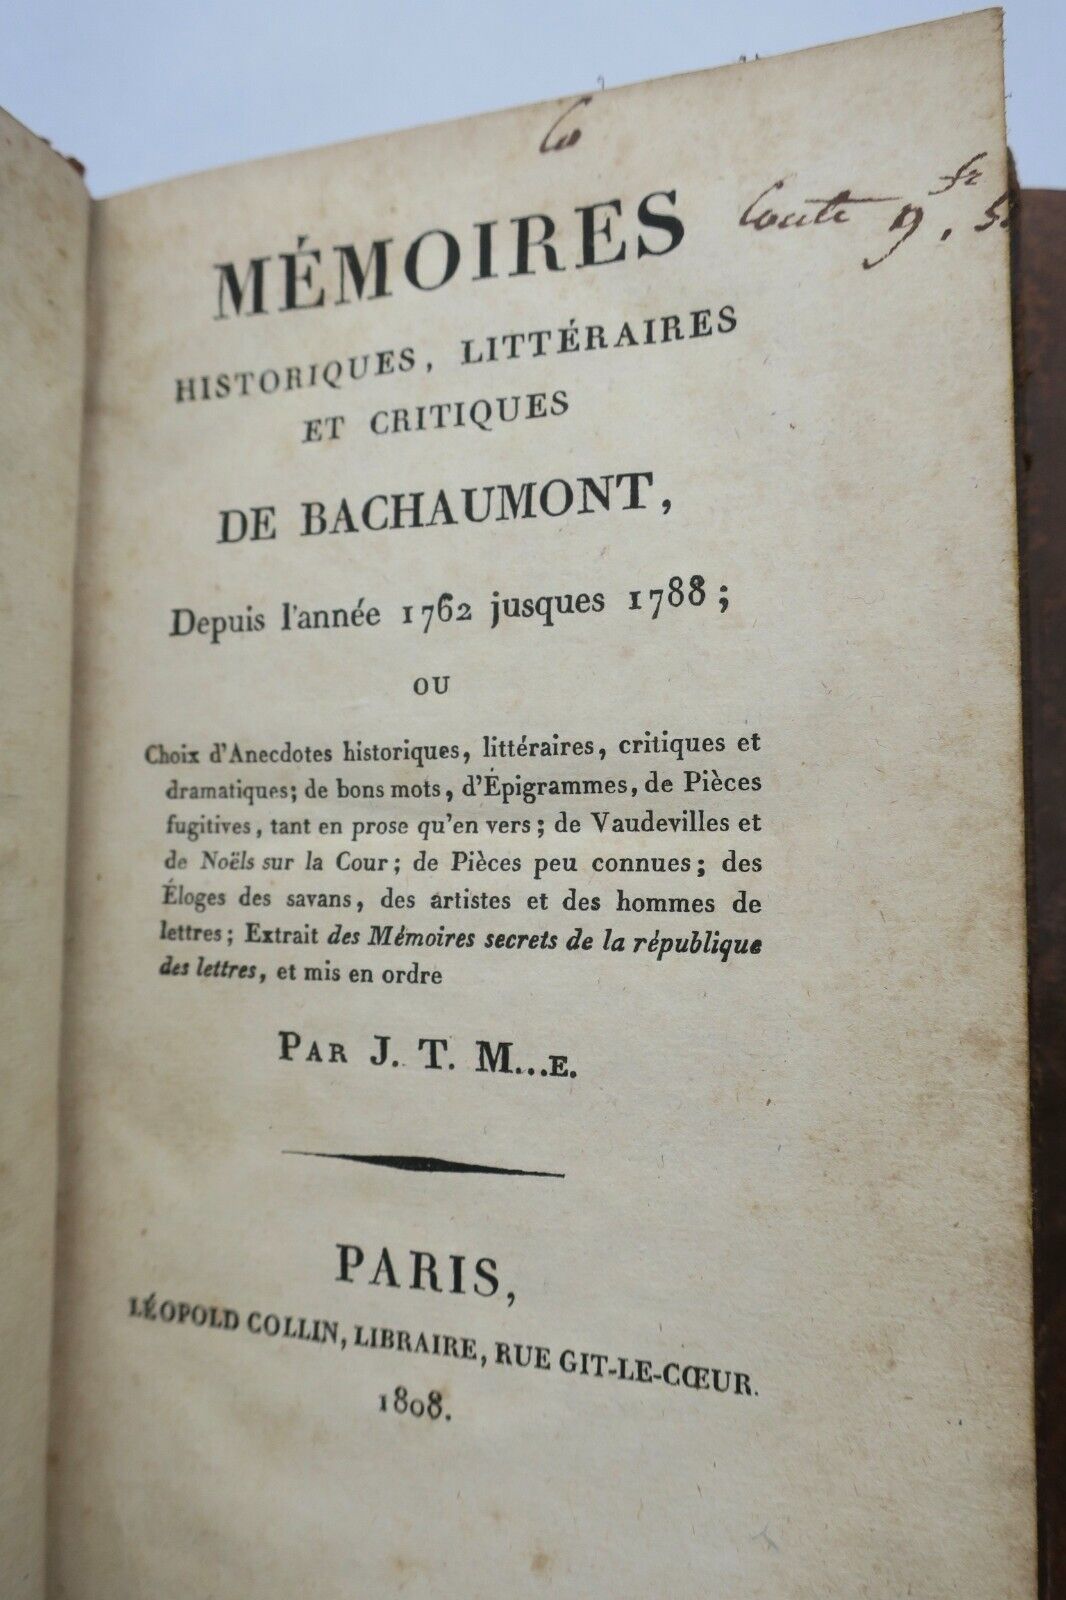 Coute 9.fr
MÉMOIRES
HISTORIQUES, LITTÉRAIRES
ET CRITIQUES
DE BACHAUMONT,
Depuis l'année 1762 jusques 1788;
OU
Choix d'Anecdotes historiques, littéraires, critiques et
dramatiques; de bons mots, d'Épigrammes, de Pièces
fugitives, tant en prose qu'en vers; de Vaudevilles et
de Noëls sur la Cour; de Pièces peu connues; des
Éloges des savans, des artistes et des hommes de
lettres; Extrait des Mémoires secrets de la république
des lettres, et mis en ordre
PAR J. T. M...E.
PARIS,
LÉOPOLD COLLIN, LIBRAIRE, RUE GIT-LE-CŒUR.
1808.